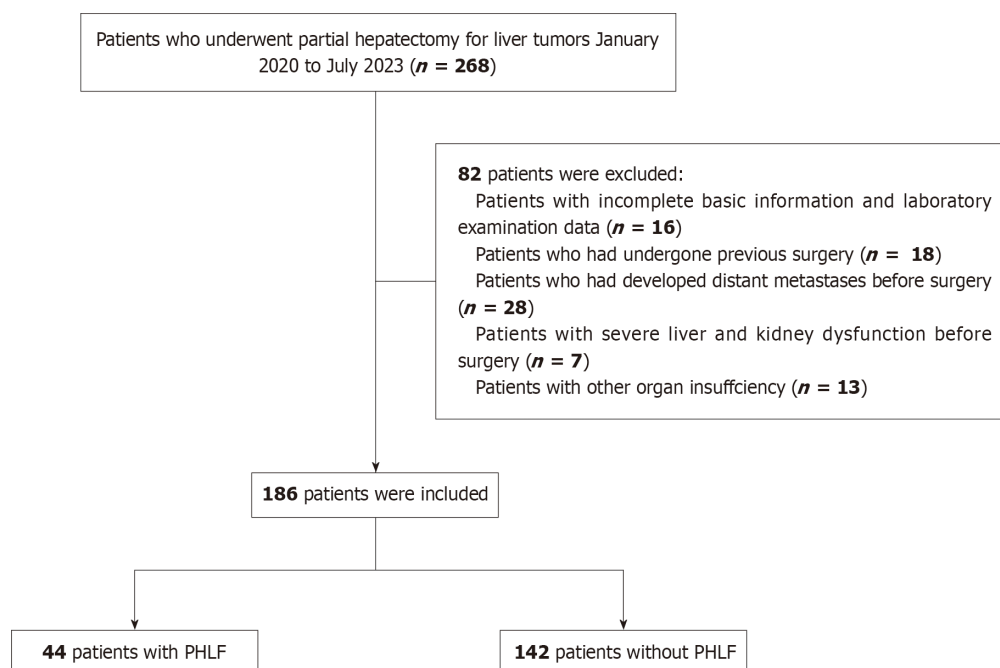 Patients who underwent partial hepatectomy for liver tumors January
2020 to July 2023 (n = 268)
82 patients were excluded:
Patients with incomplete basic information and laboratory
examination data (n = 16)
Patients who had undergone previous surgery (n = 18)
Patients who had developed distant metastases before surgery
(n = 28)
Patients with severe liver and kidney dysfunction before
surgery (n = 7)
Patients with other organ insuffciency (n = 13)
186 patients were included
44 patients with PHLF
142 patients without PHLF